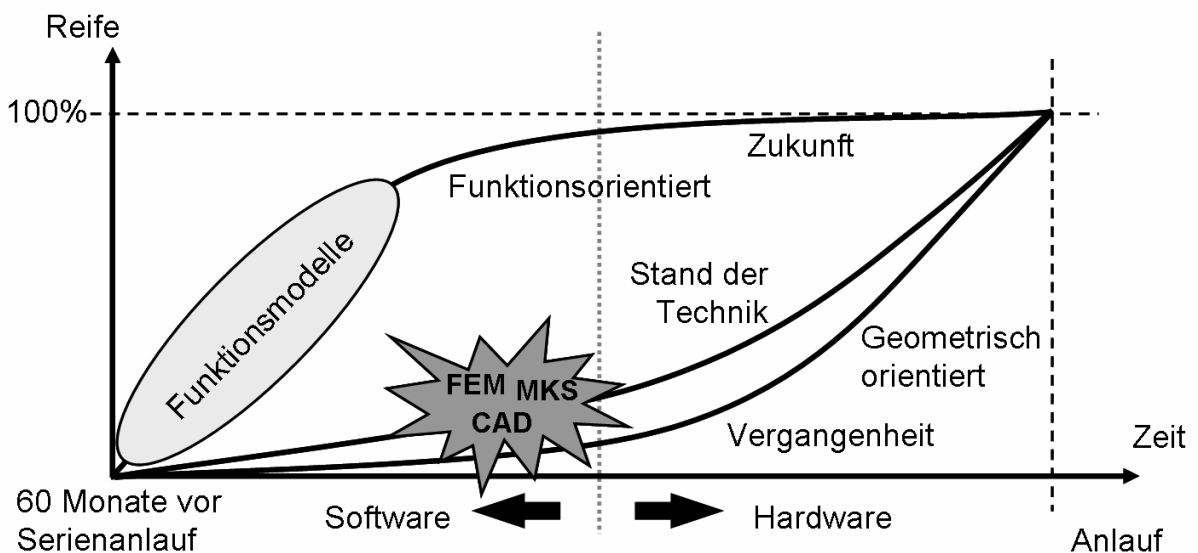 Reife
100%
Zukunft
Funktionsorientiert
Funktionsmodelle
Stand der
Technik
Geometrisch
orientiert
FEM MKS
CAD
Vergangenheit
Zeit
60 Monate vor
Serienanlauf
Software
Hardware
Anlauf